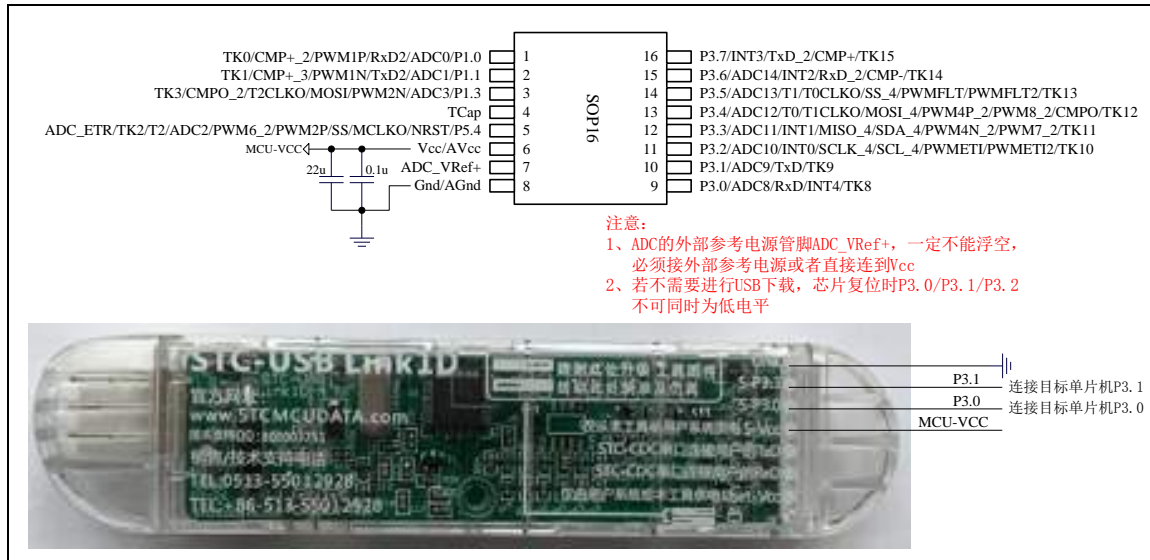 TK0/CMP+_2/PWM1P/RxD2/ADC0/P1.0
1
16
P3.7/INT3/TxD_2/CMP+/TK15
TK1/CMP+_3/PWM1N/TxD2/ADC1/P1.1
2
15
P3.6/ADC14/INT2/RxD_2/CMP-/TK14
TK3/CMPO_2/T2CLKO/MOSI/PWM2N/ADC3/P1.3
3
14
P3.5/ADC13/T1/T0CLKO/SS_4/PWMFLT/PWMFLT2/TK13
TCap
4
13
P3.4/ADC12/T0/T1CLKO/MOSI_4/PWM4P_2/PWM8_2/CMPO/TK12
ADC_ETR/TK2/T2/ADC2/PWM6_2/PWM2P/SS/MCLKO/NRST/P5.4
5
12
P3.3/ADC11/INT1/MISO_4/SDA_4/PWM4N_2/PWM7_2/TK11
MCU-VCC
Vcc/AVcc
6
11
P3.2/ADC10/INT0/SCLK_4/SCL_4/PWMETI/PWMETI2/TK10
22u
0.1u
ADC_VRef+
7
10
P3.1/ADC9/TxD/TK9
Gnd/AGnd
8
9
P3.0/ADC8/RxD/INT4/TK8
SOP16
注意:
1、ADC的外部参考电源管脚ADC_VRef+, 一定不能浮空,
必须接外部参考电源或者直接连到Vcc
2、若不需要进行USB下载, 芯片复位时P3.0/P3.1/P3.2
不可同时为低电平
STC-USB Link1D
官方网址
www.STCMCUDATA.com
TEL:0513-55012928
TEL:+86-513-55012928
P3.1
连接目标单片机P3.1
P3.0
连接目标单片机P3.0
MCU-VCC